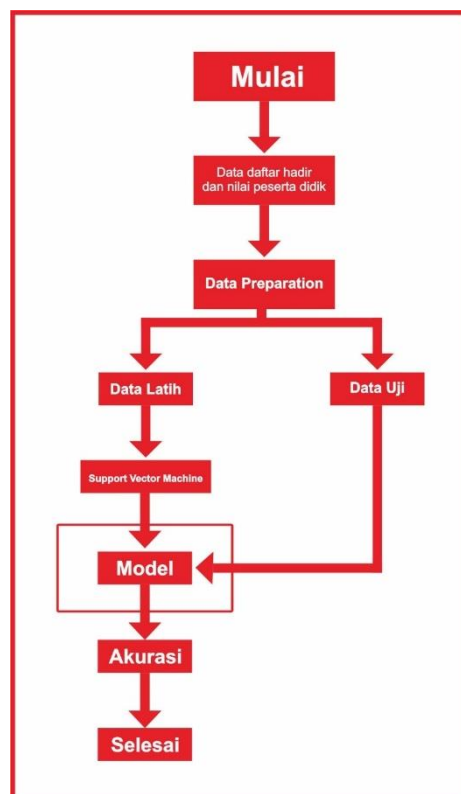 Mulai
Data daftar hadir
dan nilai peserta didik
Data Preparation
Data Latih
Data Uji
Support Vector Machine
Model
Akurasi
Selesai